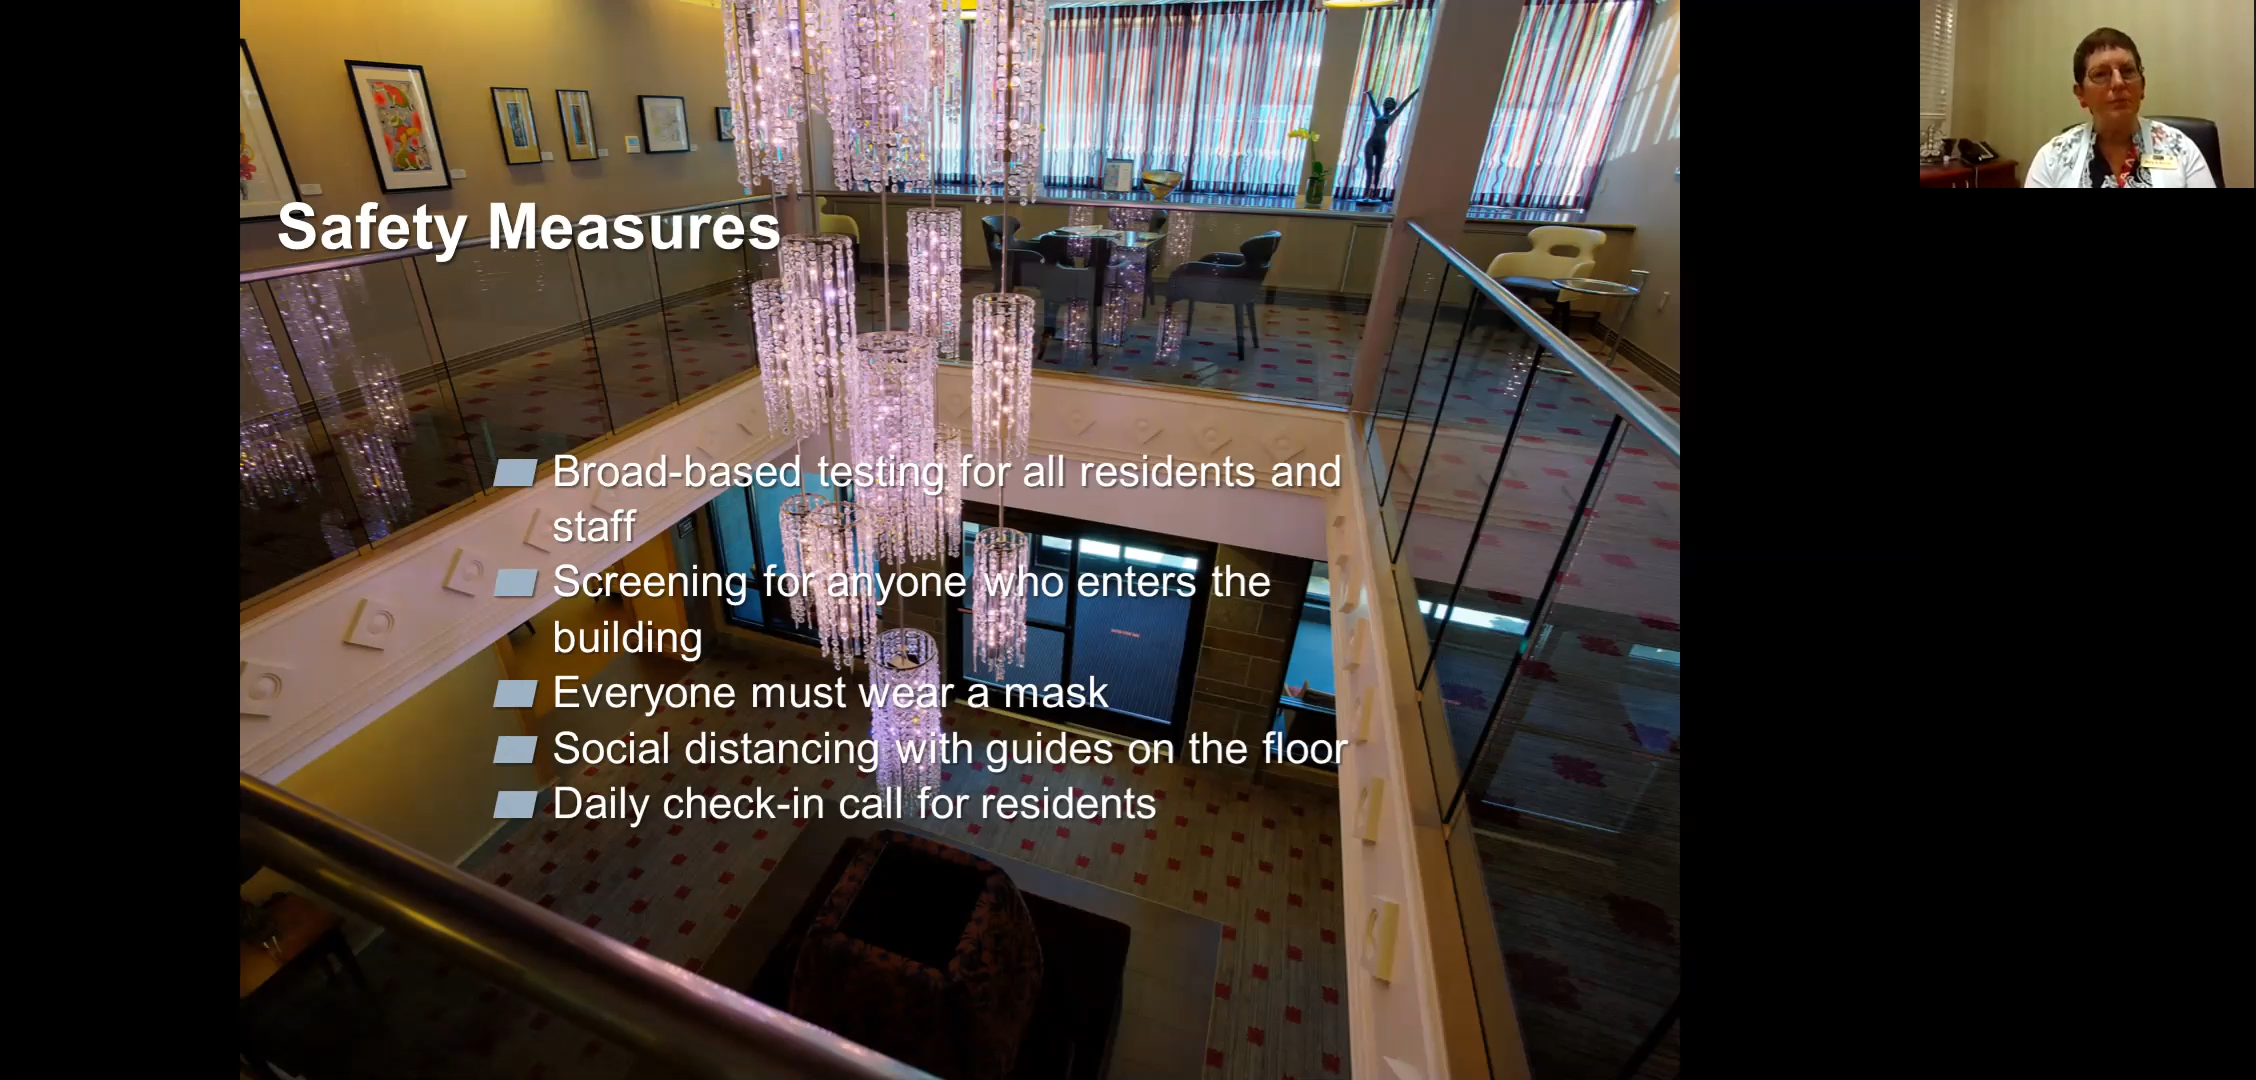 Safety Measures
Broad-based testing for all residents and
staff
Screening for anyone who enters the
building
Everyone must wear a mask
Social distancing with guides on the floor
Daily check-in call for residents